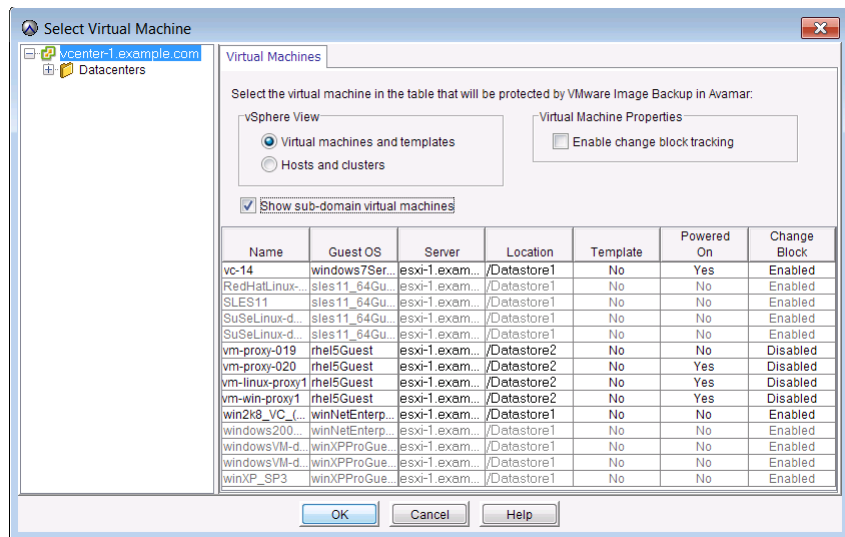 Select Virtual Machine
vcenter-1.example.com
Datacenters
Virtual Machines
Select the virtual machine in the table that will be protected by VMware Image Backup in Avamar:
vSphere View
Virtual machines and templates
Hosts and clusters
Virtual Machine Properties
Enable change block tracking
Show sub-domain virtual machines
Name Guest OS Server Location Template Powered On Change Block
vc-14 windows7Ser... esxi-1.exam... /Datastore1 No Yes Enabled
RedHatLinux-... sles11_64Gu... esxi-1.exam... /Datastore1 No No Enabled
SLES11 sles11_64Gu... esxi-1.exam... /Datastore1 No No Enabled
SuSeLinux-d... sles11_64Gu... esxi-1.exam... /Datastore1 No No Enabled
SuSeLinux-d... sles11_64Gu... esxi-1.exam... /Datastore1 No No Enabled
vm-proxy-019 rhel5Guest esxi-1.exam... /Datastore2 No No Disabled
vm-proxy-020 rhel5Guest esxi-1.exam... /Datastore2 No Yes Disabled
vm-linux-proxy1 rhel5Guest esxi-1.exam... /Datastore2 No Yes Disabled
vm-win-proxy1 rhel5Guest esxi-1.exam... /Datastore2 No Yes Disabled
win2k8_VC_(... winNetEnterp... esxi-1.exam... /Datastore1 No No Enabled
windows200... winNetEnterp... esxi-1.exam... /Datastore1 No No Enabled
windowsVM-d... winXPProGue... esxi-1.exam... /Datastore1 No No Enabled
windowsVM-d... winXPProGue... esxi-1.exam... /Datastore1 No No Enabled
winXP_SP3 winXPProGue... esxi-1.exam... /Datastore1 No No Enabled
OK Cancel Help